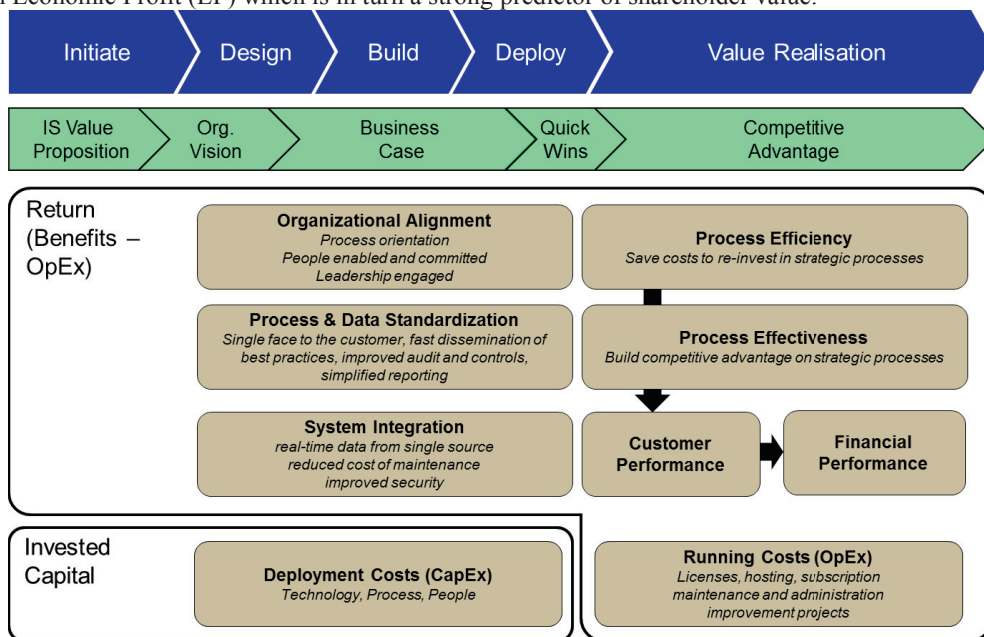 Economic Profit (EP) which is in turn a strong predictor of shareholder value.
Initiate
Design
Build
Deploy
Value Realisation
IS Value
Proposition
Org.
Vision
Business
Case
Quick
Wins
Competitive
Advantage
Return
(Benefits –
OpEx)
Organizational Alignment
Process orientation
People enabled and committed
Leadership engaged
Process Efficiency
Save costs to re-invest in strategic processes
Process & Data Standardization
Single face to the customer, fast dissemination of
best practices, improved audit and controls,
simplified reporting
Process Effectiveness
Build competitive advantage on strategic processes
System Integration
real-time data from single source
reduced cost of maintenance
improved security
Customer
Performance
Financial
Performance
Invested
Capital
Deployment Costs (CapEx)
Technology, Process, People
Running Costs (OpEx)
Licenses, hosting, subscription
maintenance and administration
improvement projects